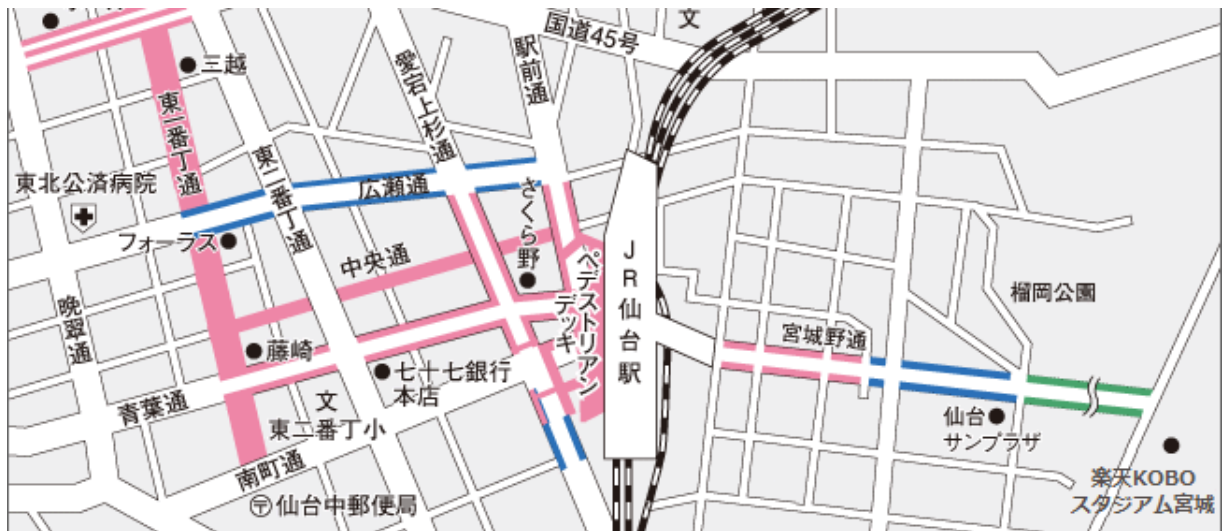 国道45号
文
駅前通
愛宕上杉通
三越
東一番丁通
東二番丁通
東北公済病院
広瀬通
さくら野
フォーラス
中央通
ペデストリアン
デッキ
JR仙台駅
榴岡公園
晩翠通
宮城野通
藤崎
七十七銀行
本店
青葉通
文
東二番丁小
仙台
サンプラザ
南町通
楽天KOBO
スタジアム宮城
〒仙台中郵便局